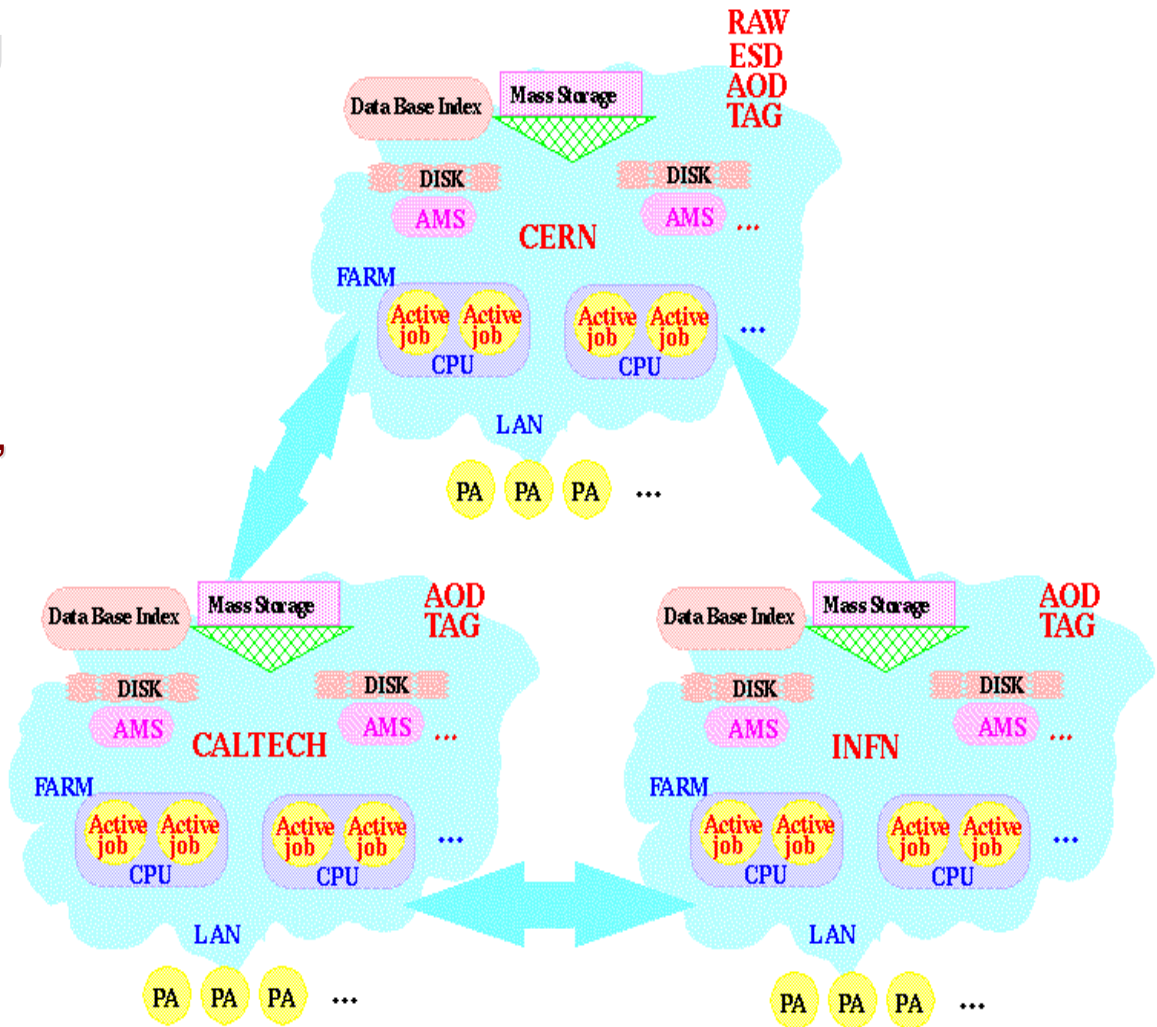 RAW
ESD
AOD
TAG
Data Base Index
Mass Storage
DISK
DISK
AMS
AMS ...
CERN
FARM
Active job
Active job
Active job
Active job
...
CPU
CPU
LAN
PA PA PA ...
Data Base Index
Mass Storage
AOD
TAG
DISK
DISK
AMS
AMS ...
CALTECH
FARM
Active job
Active job
Active job
Active job
...
CPU
CPU
LAN
PA PA PA ...
Data Base Index
Mass Storage
AOD
TAG
DISK
DISK
AMS
AMS ...
INFN
FARM
Active job
Active job
Active job
Active job
...
CPU
CPU
LAN
PA PA PA ...